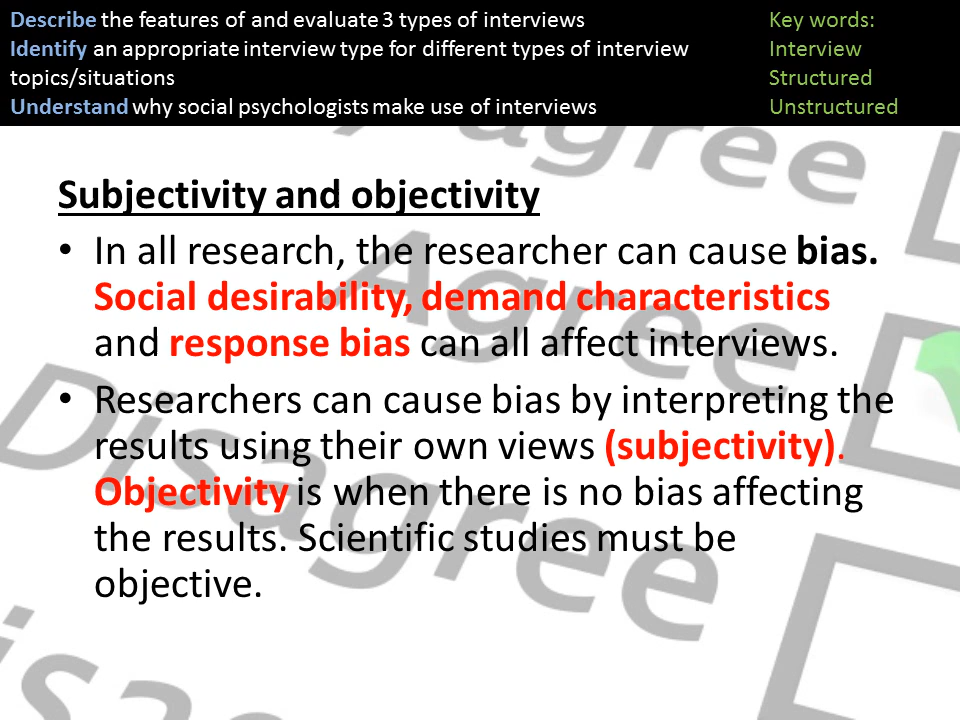 Describe the features of and evaluate 3 types of interviews
Identify an appropriate interview type for different types of interview
topics/situations
Understand why social psychologists make use of interviews
Key words:
Interview
Structured
Unstructured
Subjectivity and objectivity
• In all research, the researcher can cause bias.
Social desirability, demand characteristics
and response bias can all affect interviews.
• Researchers can cause bias by interpreting the
results using their own views (subjectivity).
Objectivity is when there is no bias affecting
the results. Scientific studies must be
objective.
Agree
Agree
Disagree